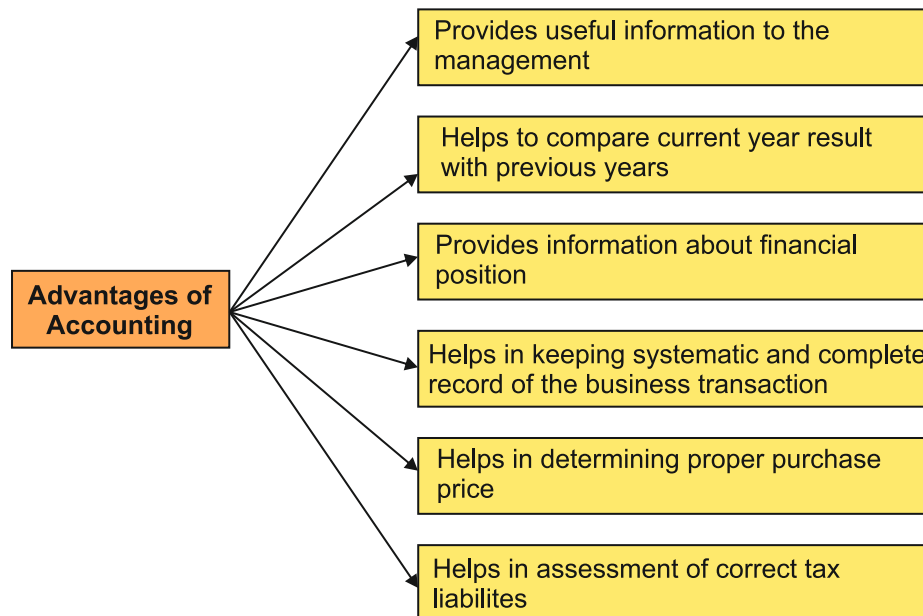 Provides useful information to the
management
Helps to compare current year result
with previous years
Provides information about financial
position
Advantages of
Accounting
Helps in keeping systematic and complete
record of the business transaction
Helps in determining proper purchase
price
Helps in assessment of correct tax
liabilites